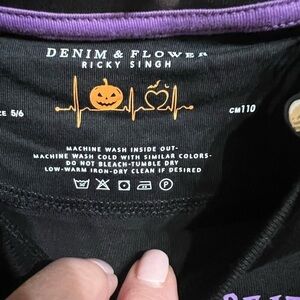 DENIM & FLOWER
RICKY SINGH
ZE 5/6
CM110
MACHINE WASH INSIDE OUT-
MACHINE WASH COLD WITH SIMILAR COLORS-
DO NOT BLEACH-TUMBLE DRY
LOW-WARM IRON-DRY CLEAN IF DESIRED